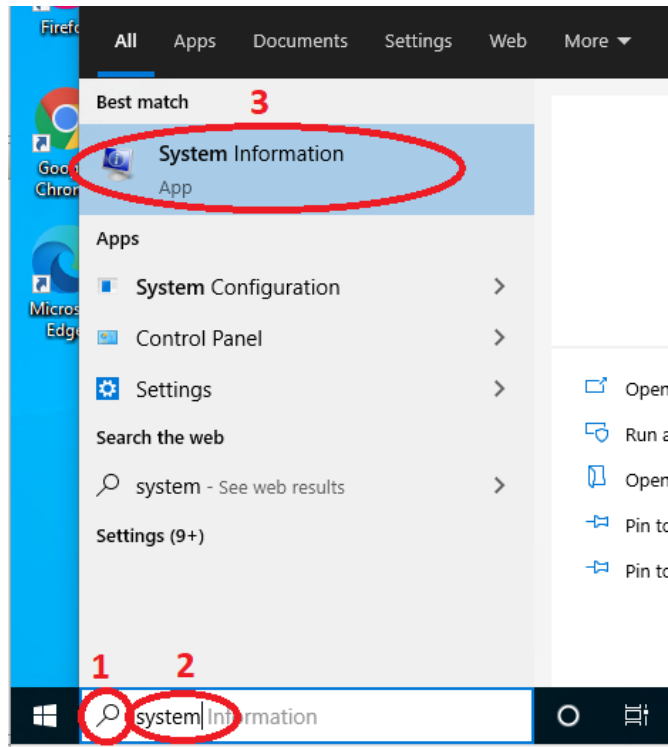 Firefo
All Apps Documents Settings Web More
Best match
3
System Information
App
Goo
Chron
Apps
System Configuration
Micros
Edge
Control Panel
Settings
Open
Search the web
Run a
system - See web results
Open
Settings (9+)
Pin to
Pin to
1
2
system Information